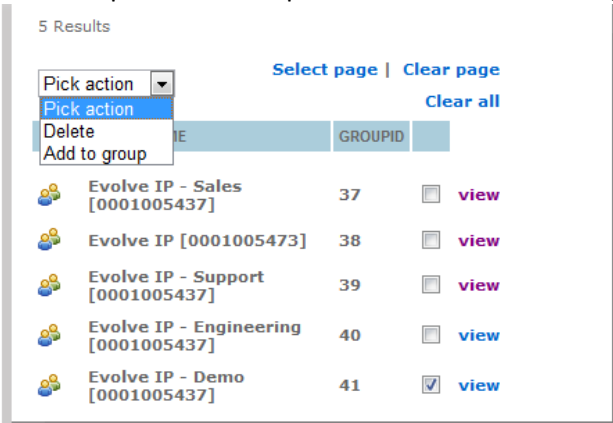 5 Results
Select page | Clear page
Pick action
Clear all
Pick action
Delete
Add to group
ME GROUPID
Evolve IP - Sales
[0001005437]
37 view
Evolve IP [0001005473] 38 view
Evolve IP - Support
[0001005437]
39 view
Evolve IP - Engineering
[0001005437]
40 view
Evolve IP - Demo
[0001005437]
41 view